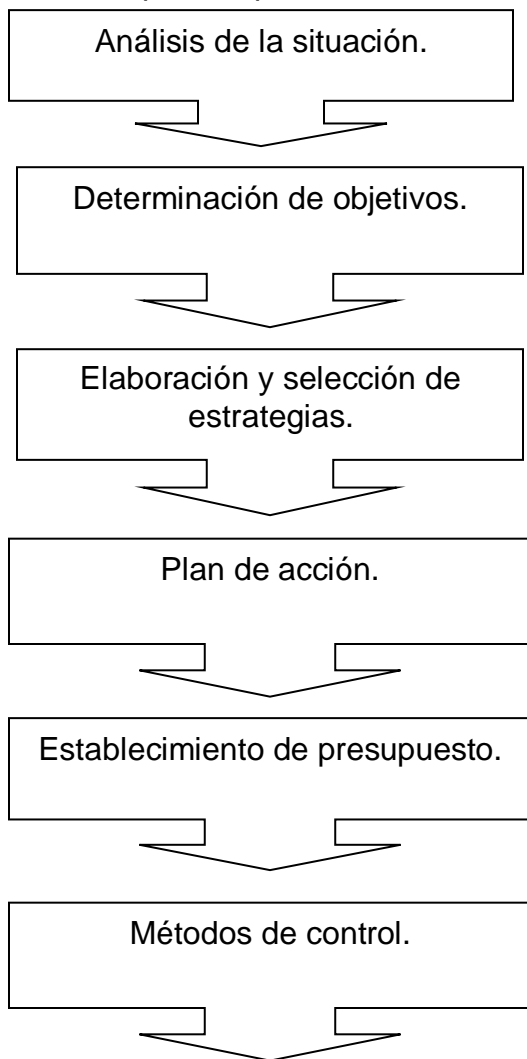 Análisis de la situación.
Determinación de objetivos.
Elaboración y selección de
estrategias.
Plan de acción.
Establecimiento de presupuesto.
Métodos de control.